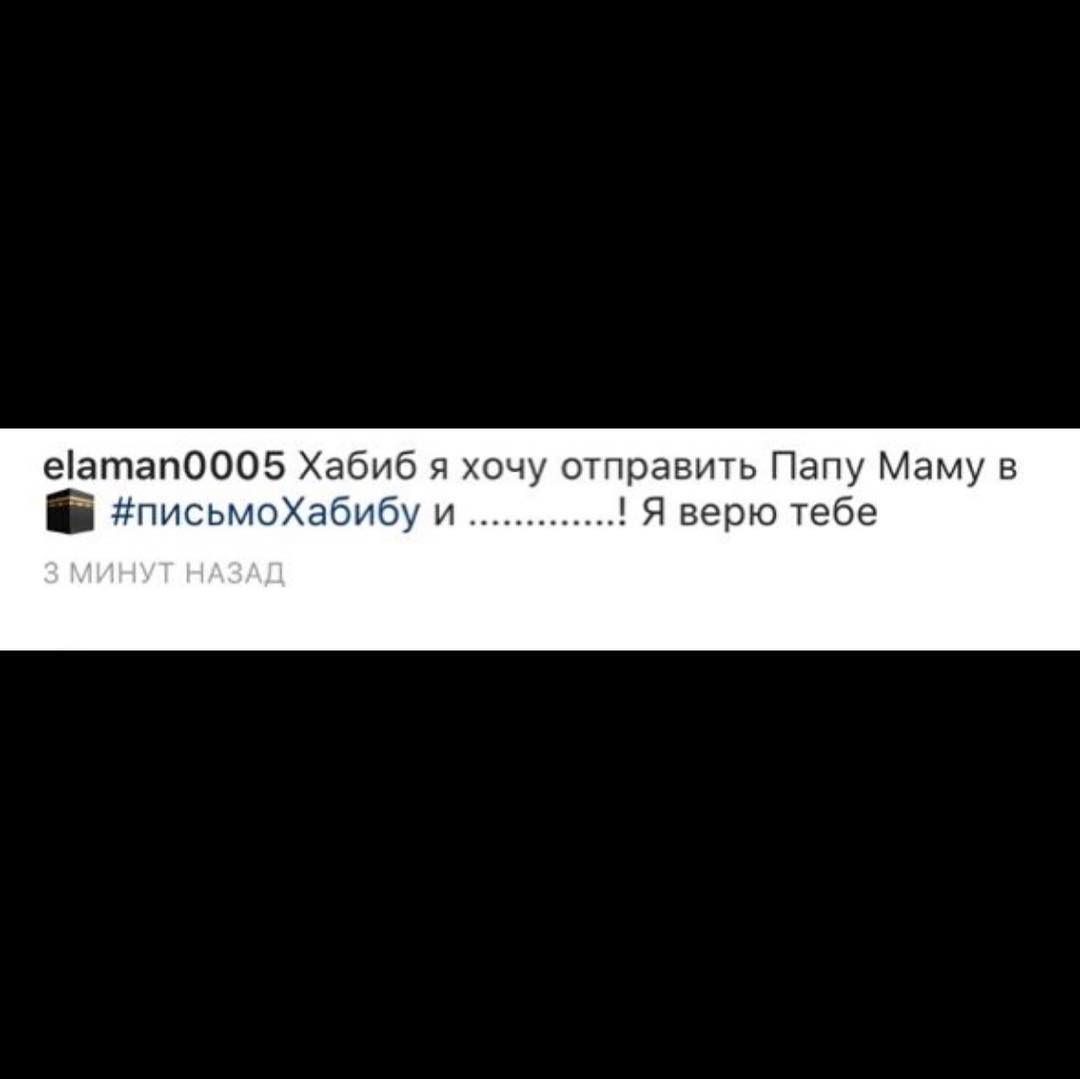 elaman0005 Хабиб я хочу отправить Папу Маму в
🕋 #письмоХабибу и .............! Я верю тебе
3 МИНУТ НАЗАД